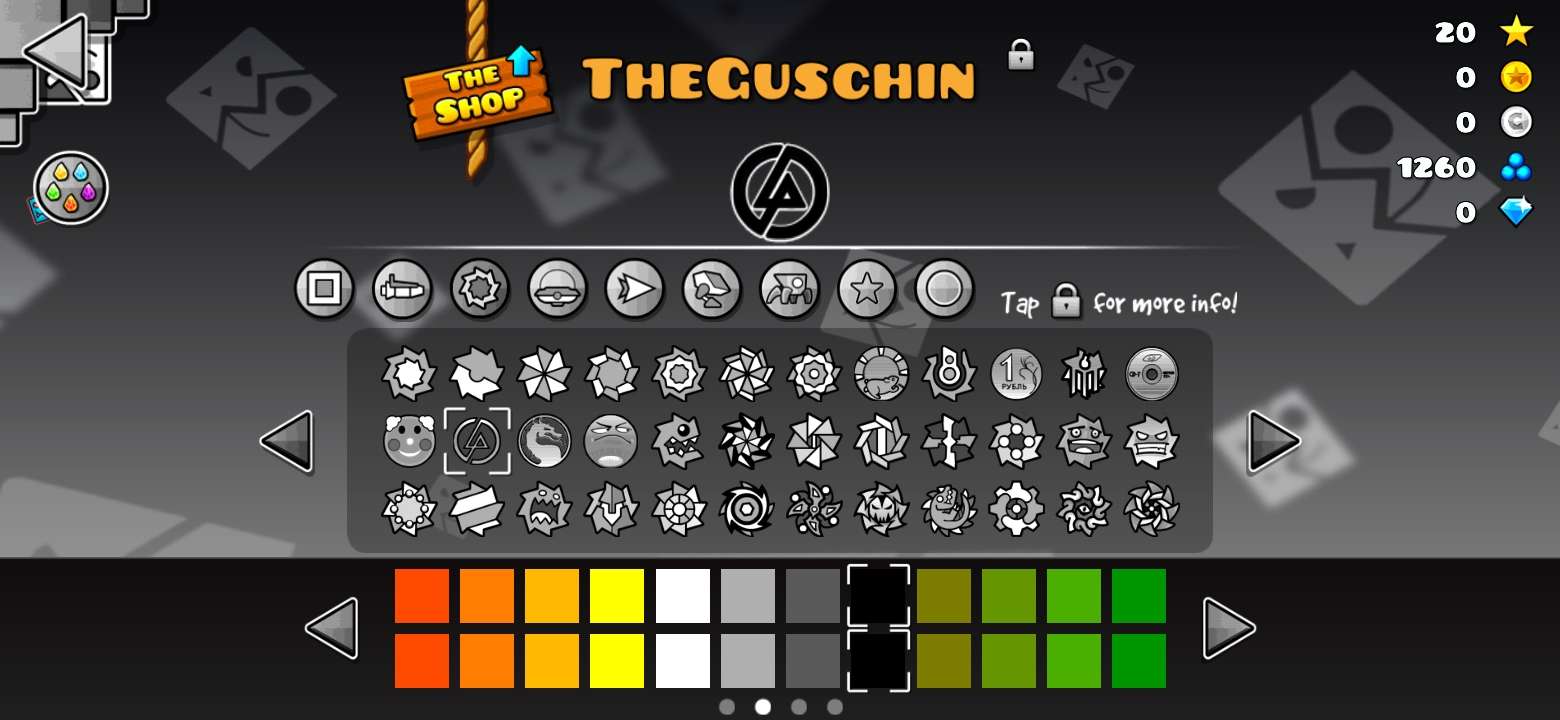 THE
SHOP
THEGUSCHIN
20
0
0
1260
0
Tap for more info!
1
РУБЛЬ